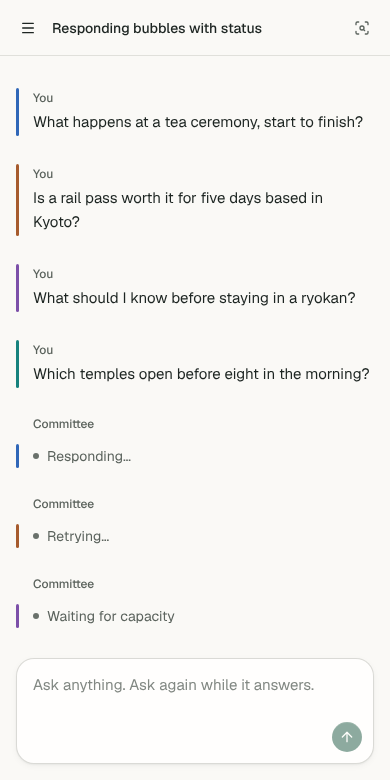 Responding bubbles with status
You
What happens at a tea ceremony, start to finish?
You
Is a rail pass worth it for five days based in
Kyoto?
You
What should I know before staying in a ryokan?
You
Which temples open before eight in the morning?
Committee
Responding…
Committee
Retrying…
Committee
Waiting for capacity
Ask anything. Ask again while it answers.